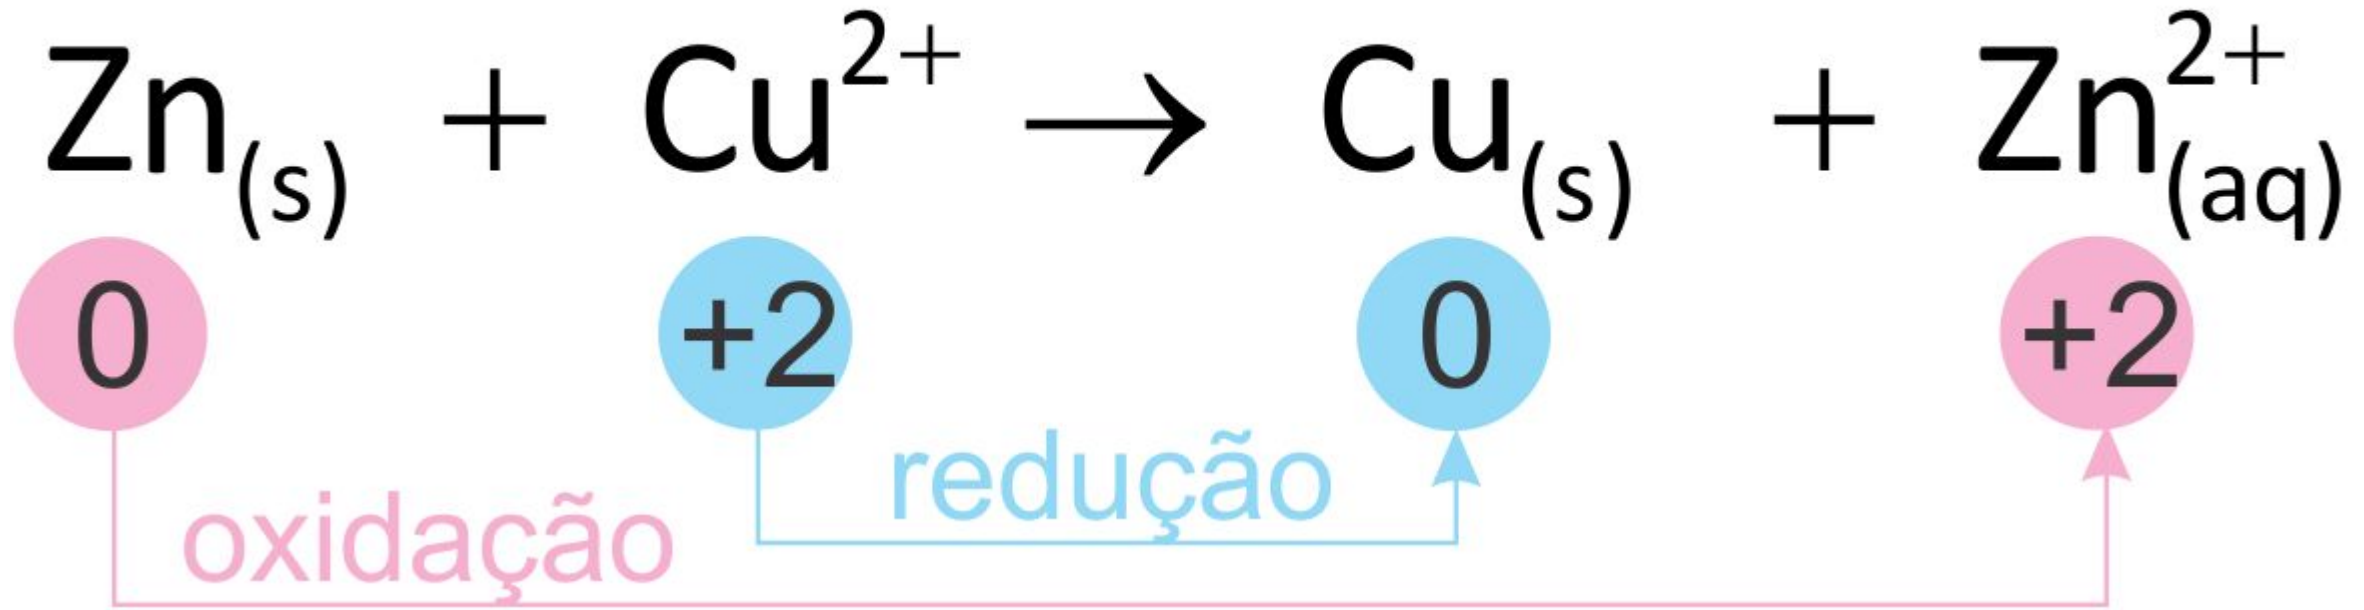 Zn(s) + Cu²⁺ → Cu(s) + Zn²⁺(aq)
0 +2 0 +2
redução
oxidação